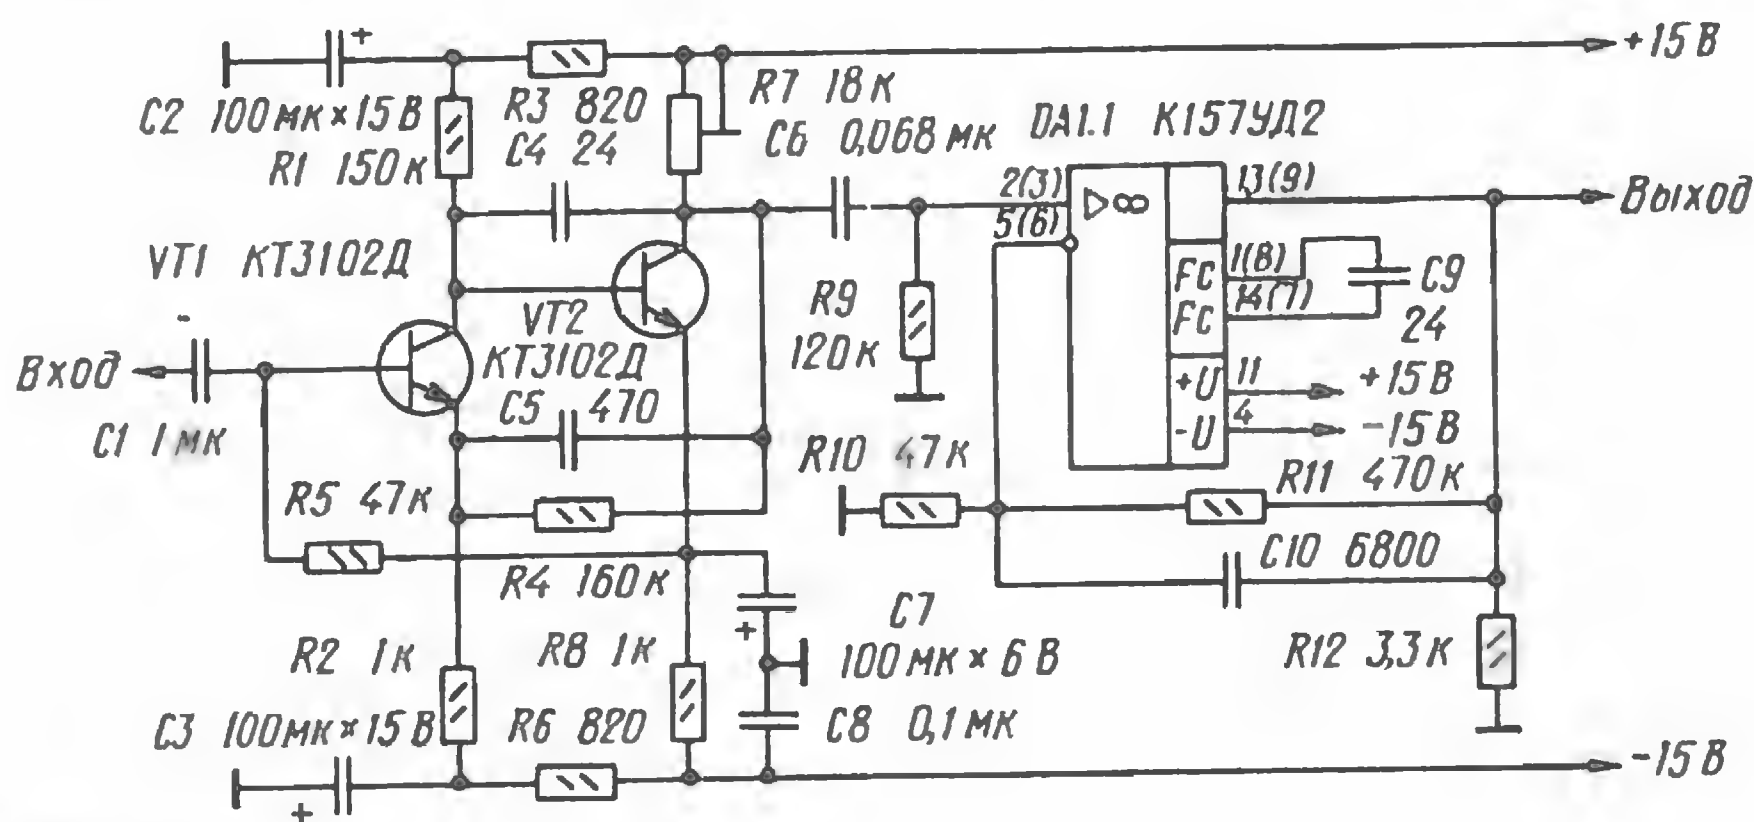 +
+15 В
C2 100мк×15 В
R3 820
R7 18к
C4 24
C6 0,068 мк
DA1.1 К157УД2
R1 150к
2(3)
13(9)
5(6)
▷∞
Выход
VT1 КТ3102Д
FC
1(8)
C9
24
FC
14(7)
R9
120к
VT2
КТ3102Д
-
Вход
C1 1мк
C5 470
+U
11
+15 В
-U
4
-15 В
R10 47к
R11 470к
R5 47к
C10 6800
R4 160к
C7
+
100мк×6 В
R2 1к
R8 1к
R12 3,3к
C3 100мк×15 В
R6 820
C8 0,1мк
+
-15 В